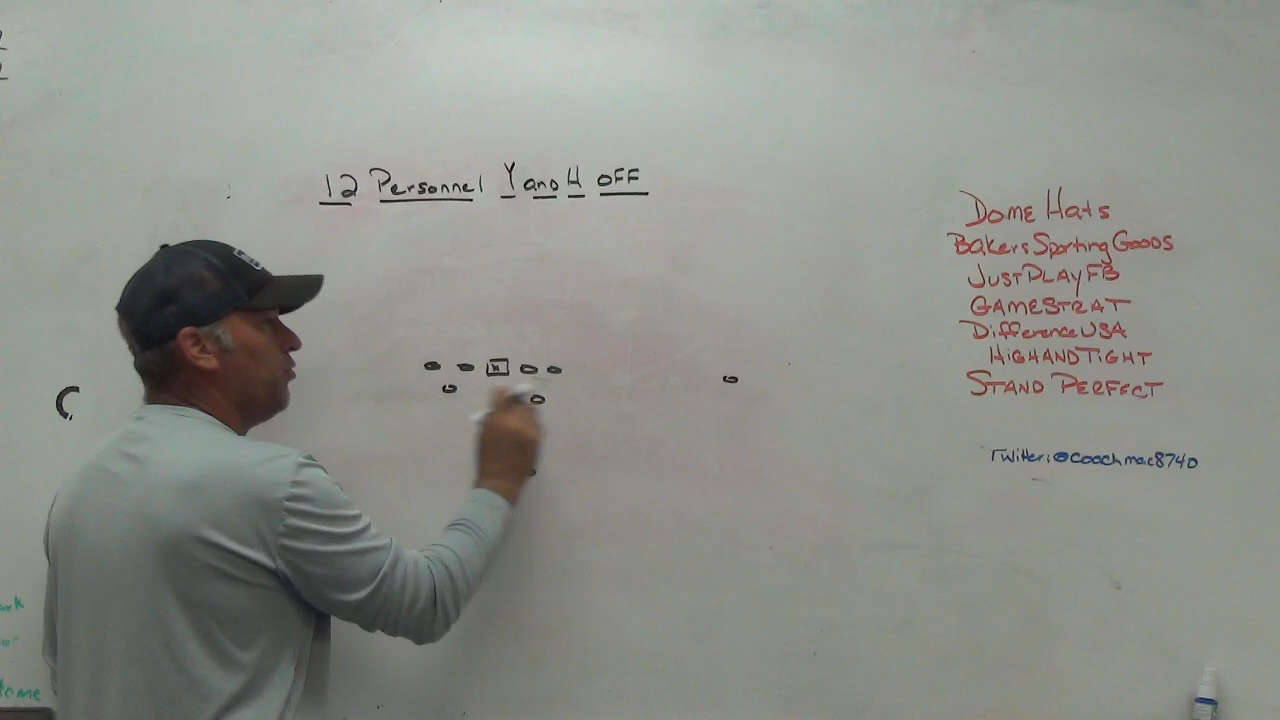 12 Personnel Y and H OFF
Dome Hats
Bakers Sporting Goods
JustPlayFB
GAMESTRAT
DifferenceUSA
HIGHANDTIGHT
STAND PERFECT
Twitter:@coachmac8740